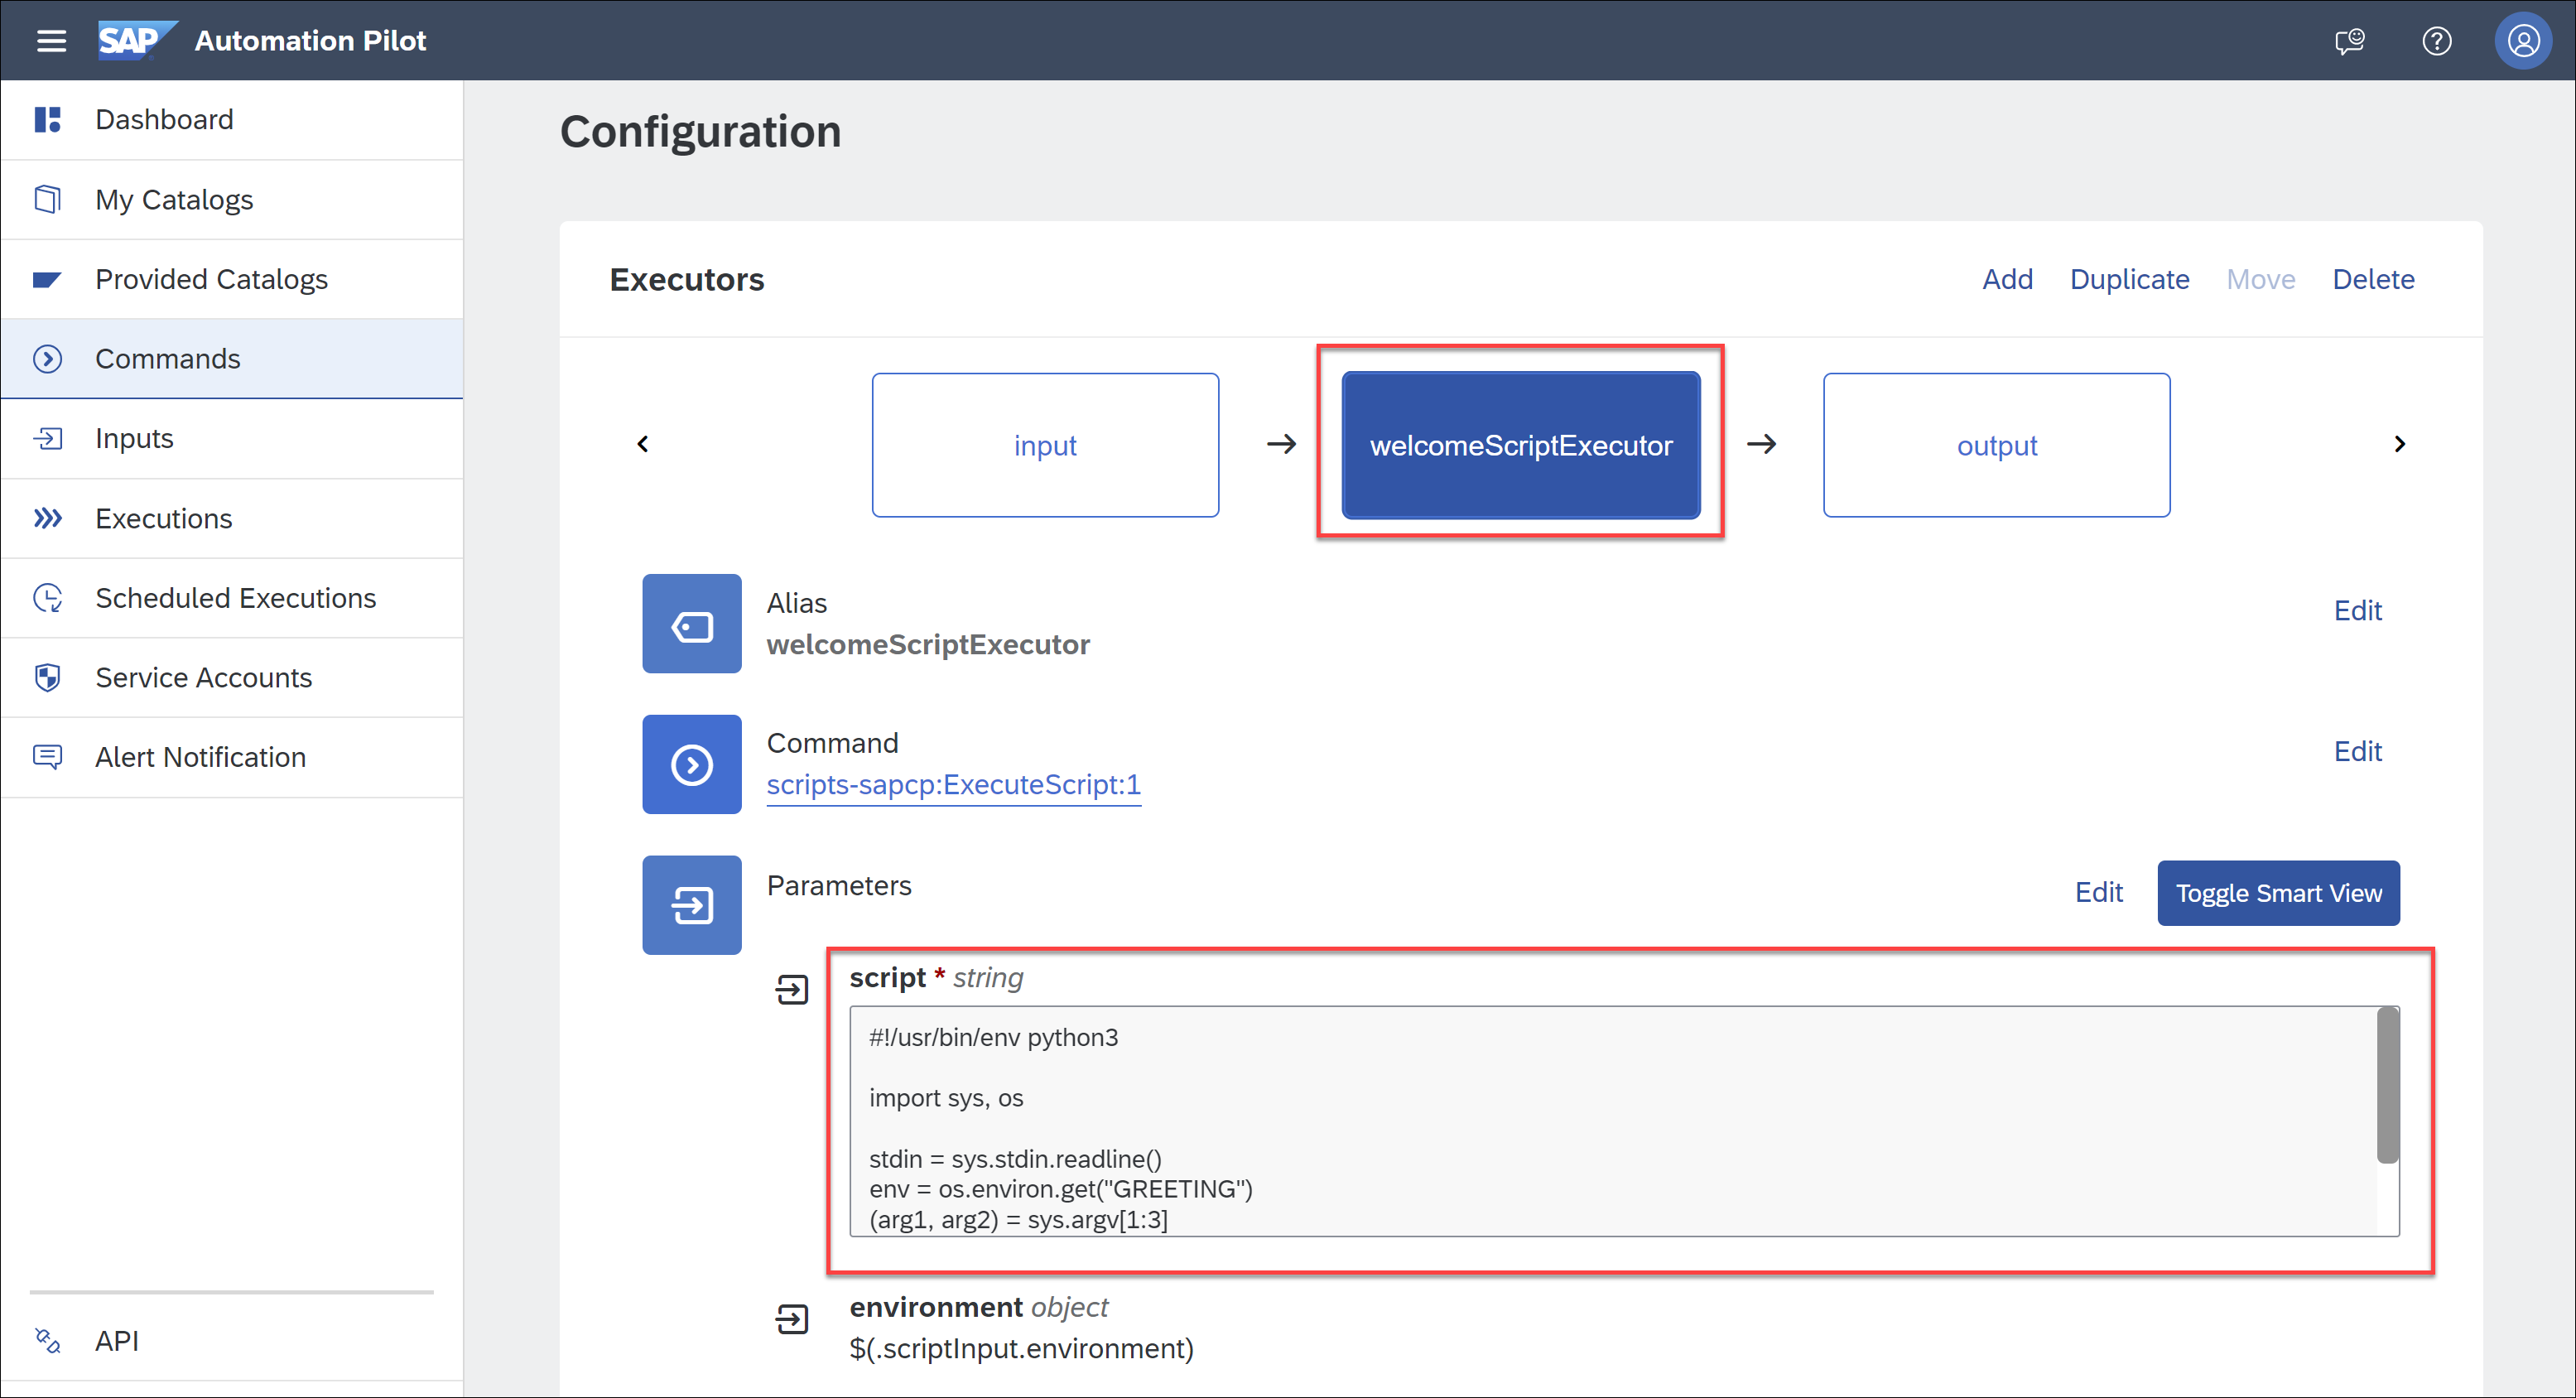 SAP Automation Pilot
Dashboard
My Catalogs
Provided Catalogs
Commands
Inputs
Executions
Scheduled Executions
Service Accounts
Alert Notification
API
Configuration
Executors
Add Duplicate Move Delete
input
welcomeScriptExecutor
output
Alias
welcomeScriptExecutor
Edit
Command
scripts-sapcp:ExecuteScript:1
Edit
Parameters
Edit
Toggle Smart View
script * string
#!/usr/bin/env python3
import sys, os
stdin = sys.stdin.readline()
env = os.environ.get("GREETING")
(arg1, arg2) = sys.argv[1:3]
environment object
$(.scriptInput.environment)